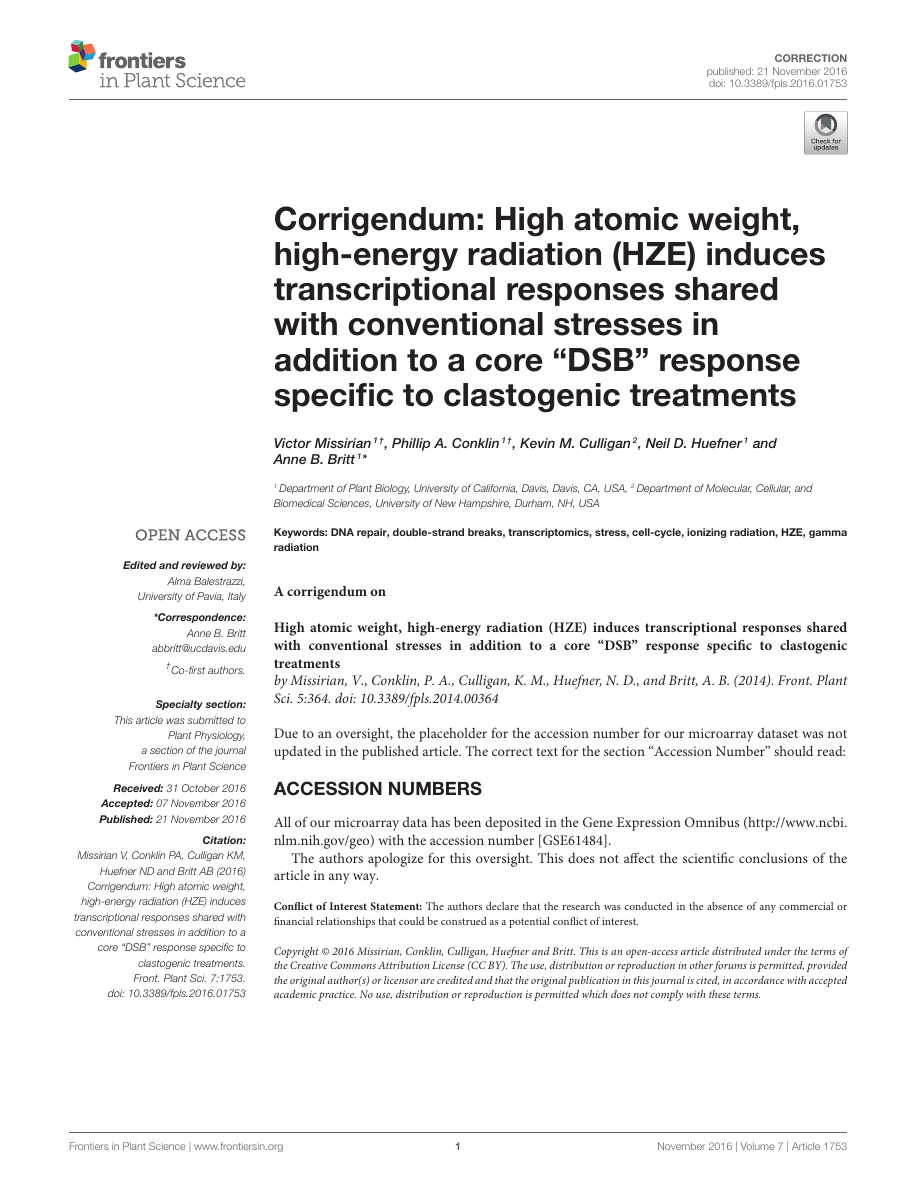 frontiers
in Plant Science
CORRECTION
published: 21 November 2016
doi: 10.3389/fpls.2016.01753
Check for
updates
Corrigendum: High atomic weight,
high-energy radiation (HZE) induces
transcriptional responses shared
with conventional stresses in
addition to a core “DSB” response
specific to clastogenic treatments
Victor Missirian 1†, Phillip A. Conklin 1†, Kevin M. Culligan 2, Neil D. Huefner 1 and
Anne B. Britt 1*
1 Department of Plant Biology, University of California, Davis, Davis, CA, USA, 2 Department of Molecular, Cellular, and
Biomedical Sciences, University of New Hampshire, Durham, NH, USA
OPEN ACCESS
Edited and reviewed by:
Alma Balestrazzi,
University of Pavia, Italy
*Correspondence:
Anne B. Britt
abbritt@ucdavis.edu
†Co-first authors.
Specialty section:
This article was submitted to
Plant Physiology,
a section of the journal
Frontiers in Plant Science
Received: 31 October 2016
Accepted: 07 November 2016
Published: 21 November 2016
Citation:
Missirian V, Conklin PA, Culligan KM,
Huefner ND and Britt AB (2016)
Corrigendum: High atomic weight,
high-energy radiation (HZE) induces
transcriptional responses shared with
conventional stresses in addition to a
core “DSB” response specific to
clastogenic treatments.
Front. Plant Sci. 7:1753.
doi: 10.3389/fpls.2016.01753
Keywords: DNA repair, double-strand breaks, transcriptomics, stress, cell-cycle, ionizing radiation, HZE, gamma
radiation
A corrigendum on
High atomic weight, high-energy radiation (HZE) induces transcriptional responses shared
with conventional stresses in addition to a core “DSB” response specific to clastogenic
treatments
by Missirian, V., Conklin, P. A., Culligan, K. M., Huefner, N. D., and Britt, A. B. (2014). Front. Plant
Sci. 5:364. doi: 10.3389/fpls.2014.00364
Due to an oversight, the placeholder for the accession number for our microarray dataset was not
updated in the published article. The correct text for the section “Accession Number” should read:
ACCESSION NUMBERS
All of our microarray data has been deposited in the Gene Expression Omnibus (http://www.ncbi.
nlm.nih.gov/geo) with the accession number [GSE61484].
The authors apologize for this oversight. This does not affect the scientific conclusions of the
article in any way.
Conflict of Interest Statement: The authors declare that the research was conducted in the absence of any commercial or
financial relationships that could be construed as a potential conflict of interest.
Copyright © 2016 Missirian, Conklin, Culligan, Huefner and Britt. This is an open-access article distributed under the terms of
the Creative Commons Attribution License (CC BY). The use, distribution or reproduction in other forums is permitted, provided
the original author(s) or licensor are credited and that the original publication in this journal is cited, in accordance with accepted
academic practice. No use, distribution or reproduction is permitted which does not comply with these terms.
Frontiers in Plant Science | www.frontiersin.org
1
November 2016 | Volume 7 | Article 1753